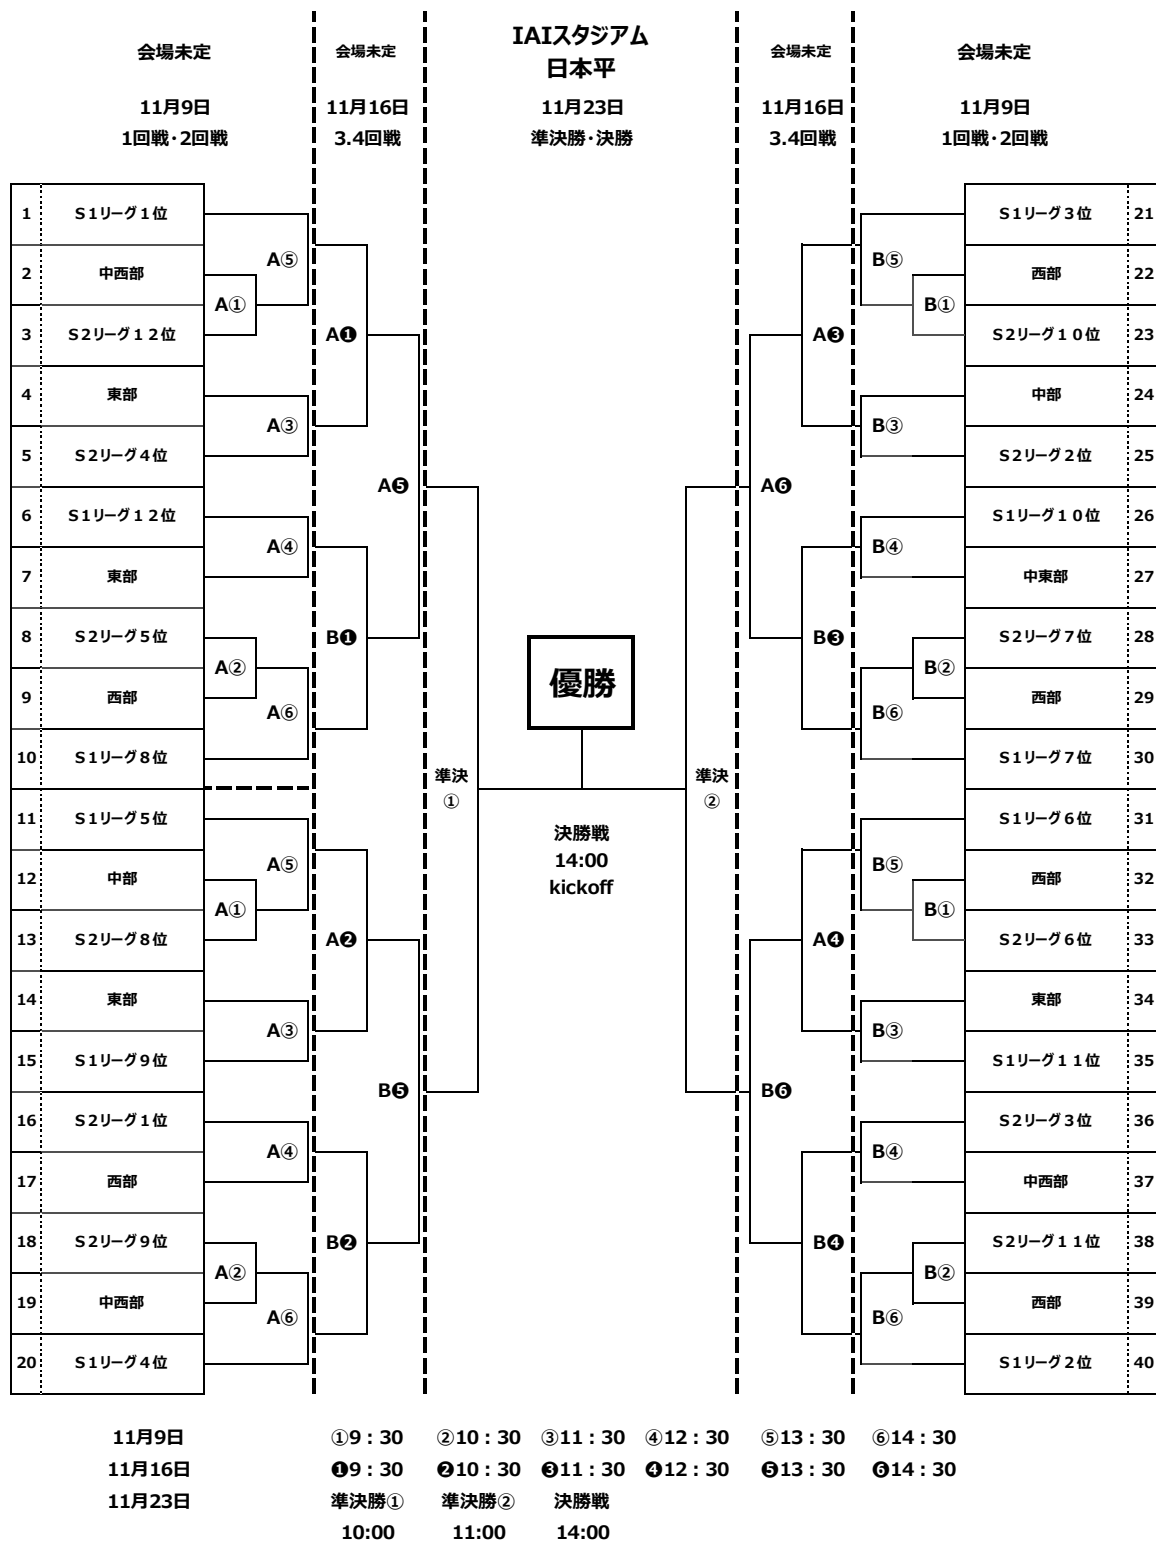 会場未定 会場未定 IAIスタジアム 会場未定 会場未定
日本平
11月9日 11月16日 11月23日 11月16日 11月9日
1回戦・2回戦 3.4回戦 準決勝・決勝 3.4回戦 1回戦・2回戦
1 S1リーグ1位 S1リーグ3位 21
A⑤ B⑤
2 中西部 西部 22
A① B①
3 S2リーグ12位 A❶ A❸ S2リーグ10位 23
4 東部 中部 24
A③ B③
5 S2リーグ4位 S2リーグ2位 25
A❺ A❻
6 S1リーグ12位 S1リーグ10位 26
A④ B④
7 東部 中東部 27
8 S2リーグ5位 B❶ B❸ S2リーグ7位 28
A② 優勝 B②
9 西部 西部 29
A⑥ B⑥
10 S1リーグ8位 S1リーグ7位 30
準決 準決
① ②
11 S1リーグ5位 S1リーグ6位 31
決勝戦
14:00
A⑤ B⑤
12 中部 kickoff 西部 32
A① B①
13 S2リーグ8位 A❷ A❹ S2リーグ6位 33
14 東部 東部 34
A③ B③
15 S1リーグ9位 S1リーグ11位 35
B❺ B❻
16 S2リーグ1位 S2リーグ3位 36
A④ B④
17 西部 中西部 37
18 S2リーグ9位 B❷ B❹ S2リーグ11位 38
A② B②
19 中西部 西部 39
A⑥ B⑥
20 S1リーグ4位 S1リーグ2位 40
11月9日 ①9：30 ②10：30 ③11：30 ④12：30 ⑤13：30 ⑥14：30
11月16日 ❶9：30 ❷10：30 ❸11：30 ❹12：30 ❺13：30 ❻14：30
11月23日 準決勝① 準決勝② 決勝戦
10:00 11:00 14:00